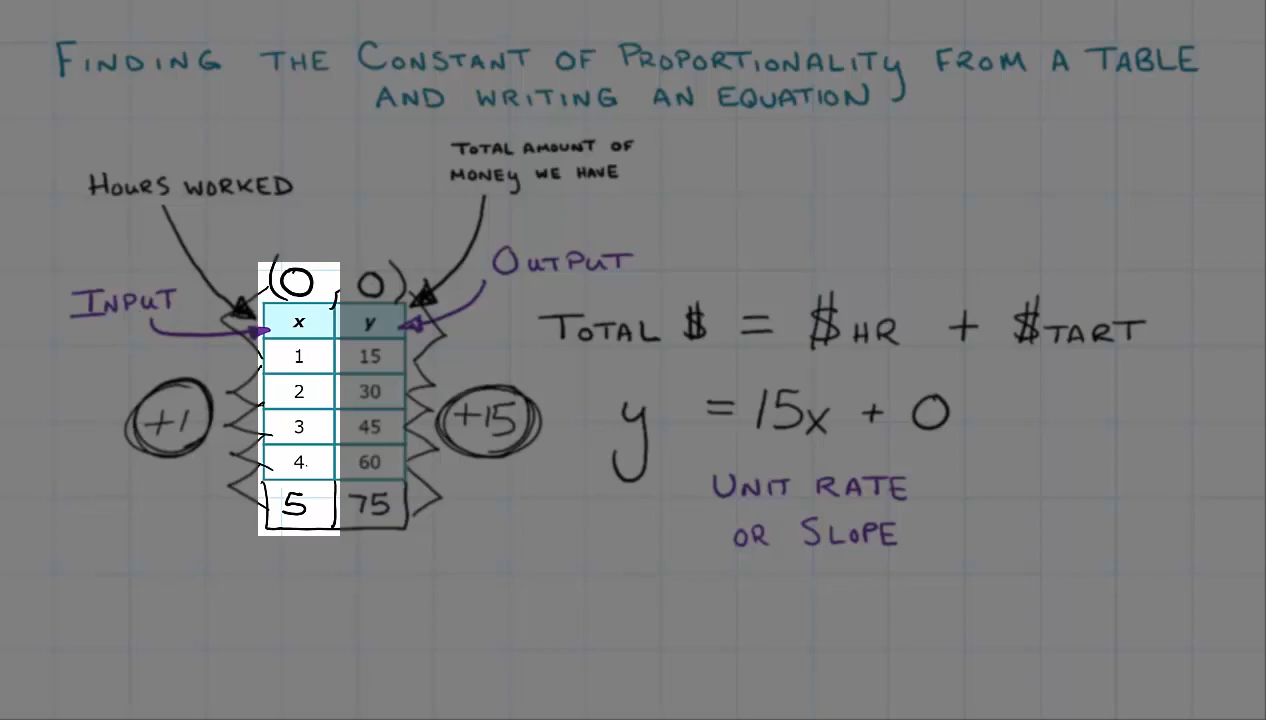 FINDING THE CONSTANT OF PROPORTIONALITY FROM A TABLE
AND WRITING AN EQUATION
TOTAL AMOUNT OF
MONEY WE HAVE
HOURS WORKED
OUTPUT
INPUT
(0, 0)
x y
1 15
2 30
3 45
4 60
5 75
+1
+15
TOTAL $ = $HR + $TART
y = 15x + 0
UNIT RATE
OR SLOPE